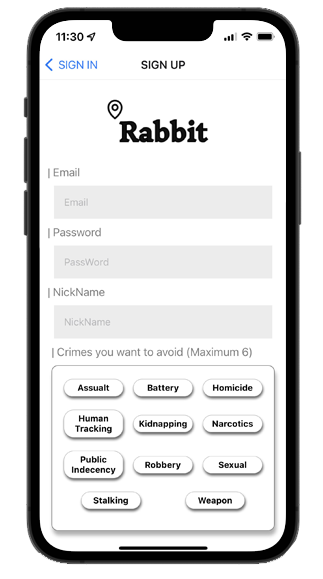 11:30
SIGN IN SIGN UP
Rabbit
| Email
Email
| Password
PassWord
| NickName
NickName
| Crimes you want to avoid (Maximum 6)
Assualt Battery Homicide
Human
Tracking Kidnapping Narcotics
Public
Indecency Robbery Sexual
Stalking Weapon